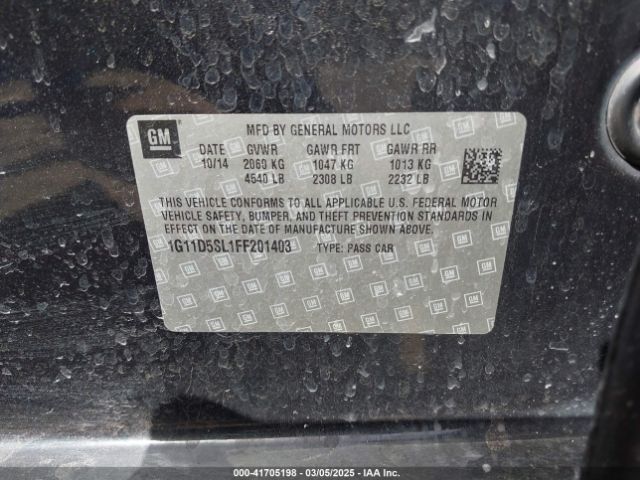 GM
MFD BY GENERAL MOTORS LLC
DATE GVWR GAWR FRT GAWR RR
10/14 2060 KG 1047 KG 1013 KG
4540 LB 2308 LB 2232 LB
THIS VEHICLE CONFORMS TO ALL APPLICABLE U.S. FEDERAL MOTOR
VEHICLE SAFETY, BUMPER, AND THEFT PREVENTION STANDARDS
IN EFFECT ON THE DATE OF MANUFACTURE SHOWN ABOVE.
1G11D5SL1FF201403 TYPE: PASS CAR
000-41705198 - 03/05/2025 - IAA Inc.